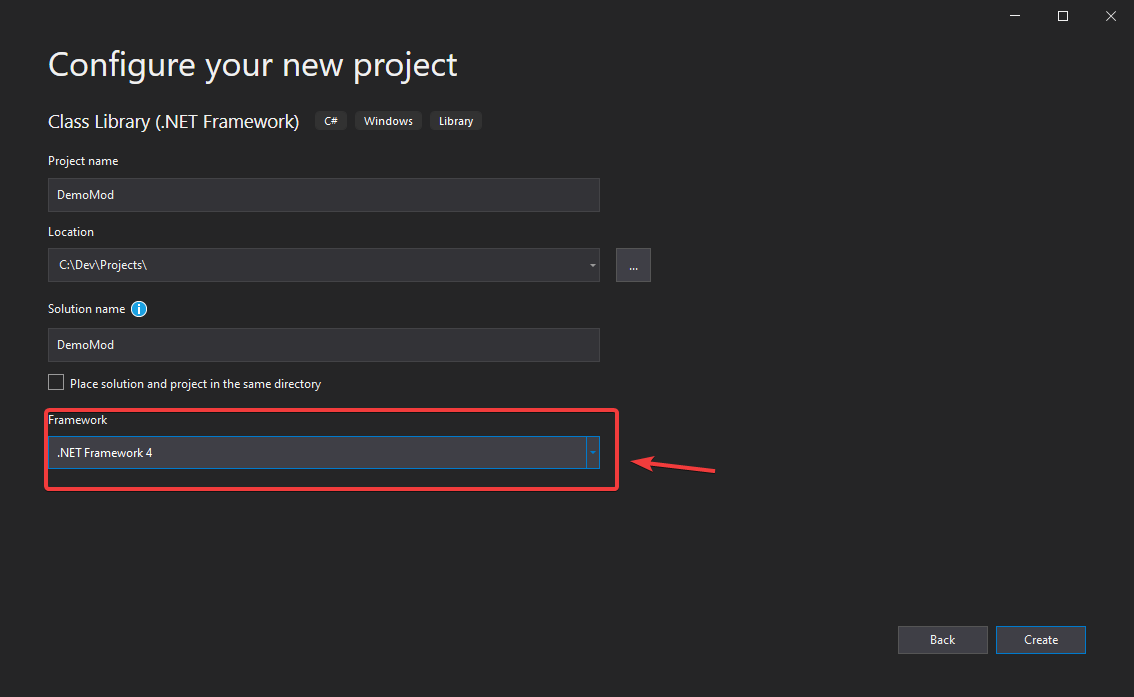 Configure your new project
Class Library (.NET Framework) C# Windows Library
Project name
DemoMod
Location
C:\Dev\Projects\ ...
Solution name
DemoMod
Place solution and project in the same directory
Framework
.NET Framework 4
Back Create